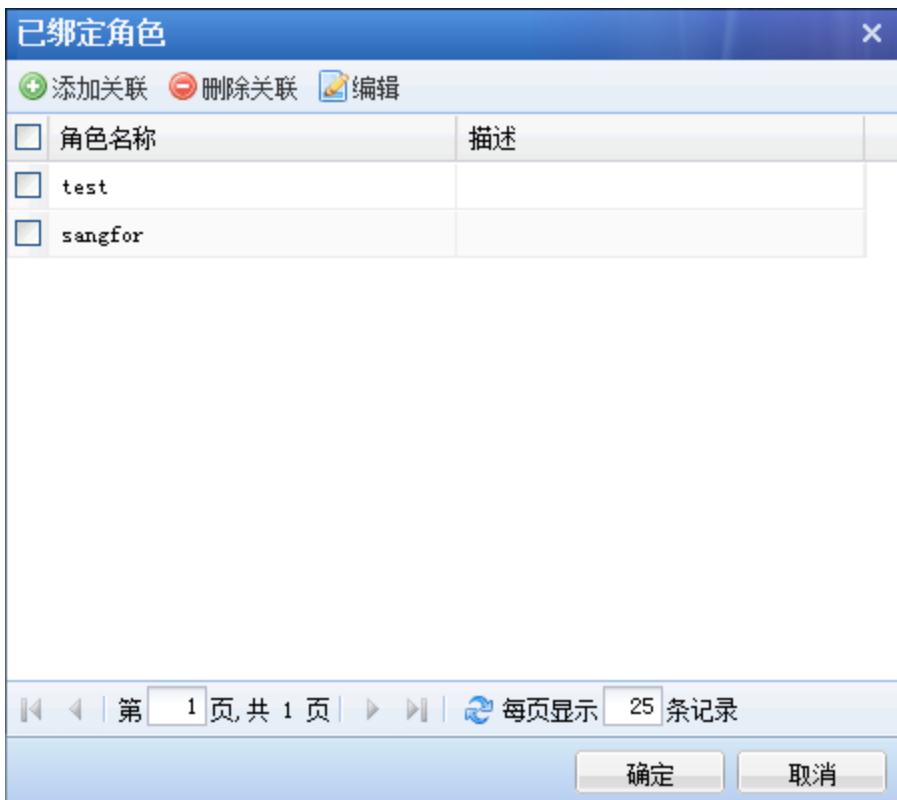 已绑定角色
添加关联 删除关联 编辑
角色名称 描述
test
sangfor
第 1 页,共 1 页 每页显示 25 条记录
确定 取消